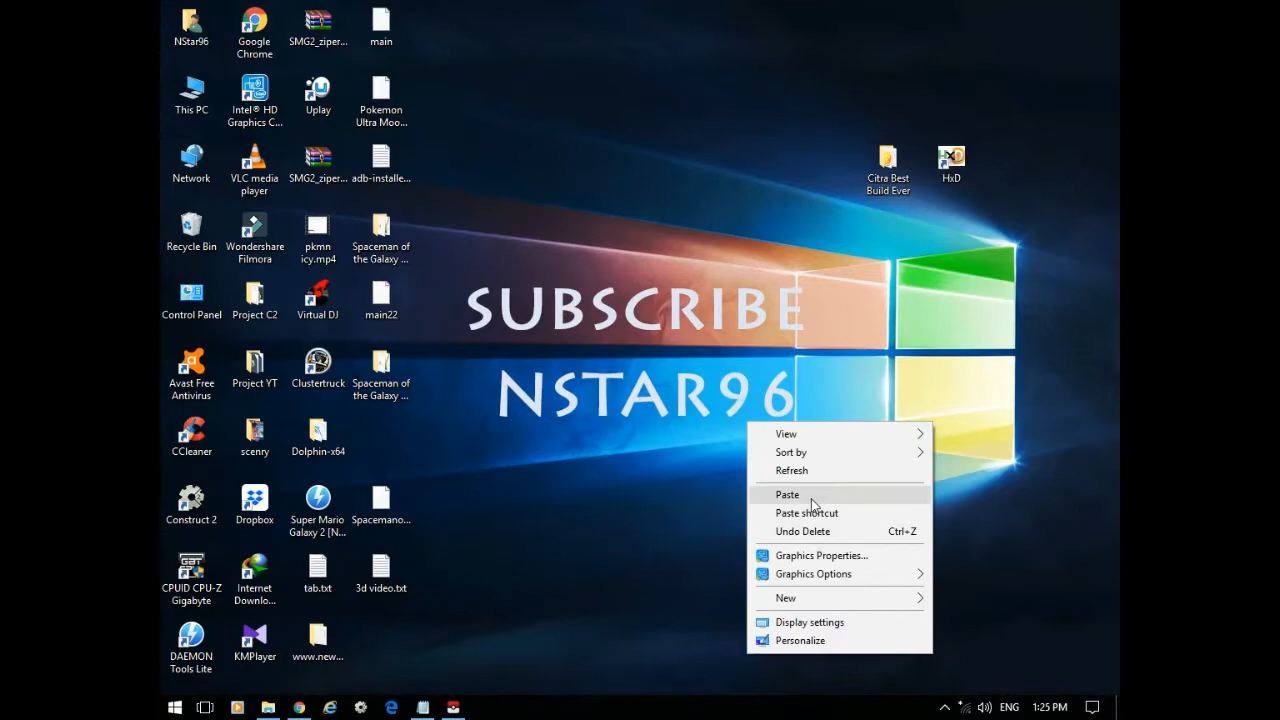 NStar96
Google
Chrome
SMG2_ziper...
main
This PC
Intel® HD
Graphics C...
Uplay
Pokemon
Ultra Moo...
Network
VLC media
player
SMG2_ziper...
adb-installe...
Citra Best
Build Ever
HxD
Recycle Bin
Wondershare
Filmora
pkmn
icy.mp4
Spaceman of
the Galaxy ...
Control Panel
Project C2
Virtual DJ
main22
SUBSCRIBE
NSTAR96
Avast Free
Antivirus
Project YT
Clustertruck
Spaceman of
the Galaxy ...
CCleaner
scenry
Dolphin-x64
Construct 2
Dropbox
Super Mario
Galaxy 2 [N...
Spacemano...
CPUID CPU-Z
Gigabyte
Internet
Downlo...
tab.txt
3d video.txt
DAEMON
Tools Lite
KMPlayer
www.new...
View
Sort by
Refresh
Paste
Paste shortcut
Undo Delete Ctrl+Z
Graphics Properties...
Graphics Options
New
Display settings
Personalize
ENG 1:25 PM